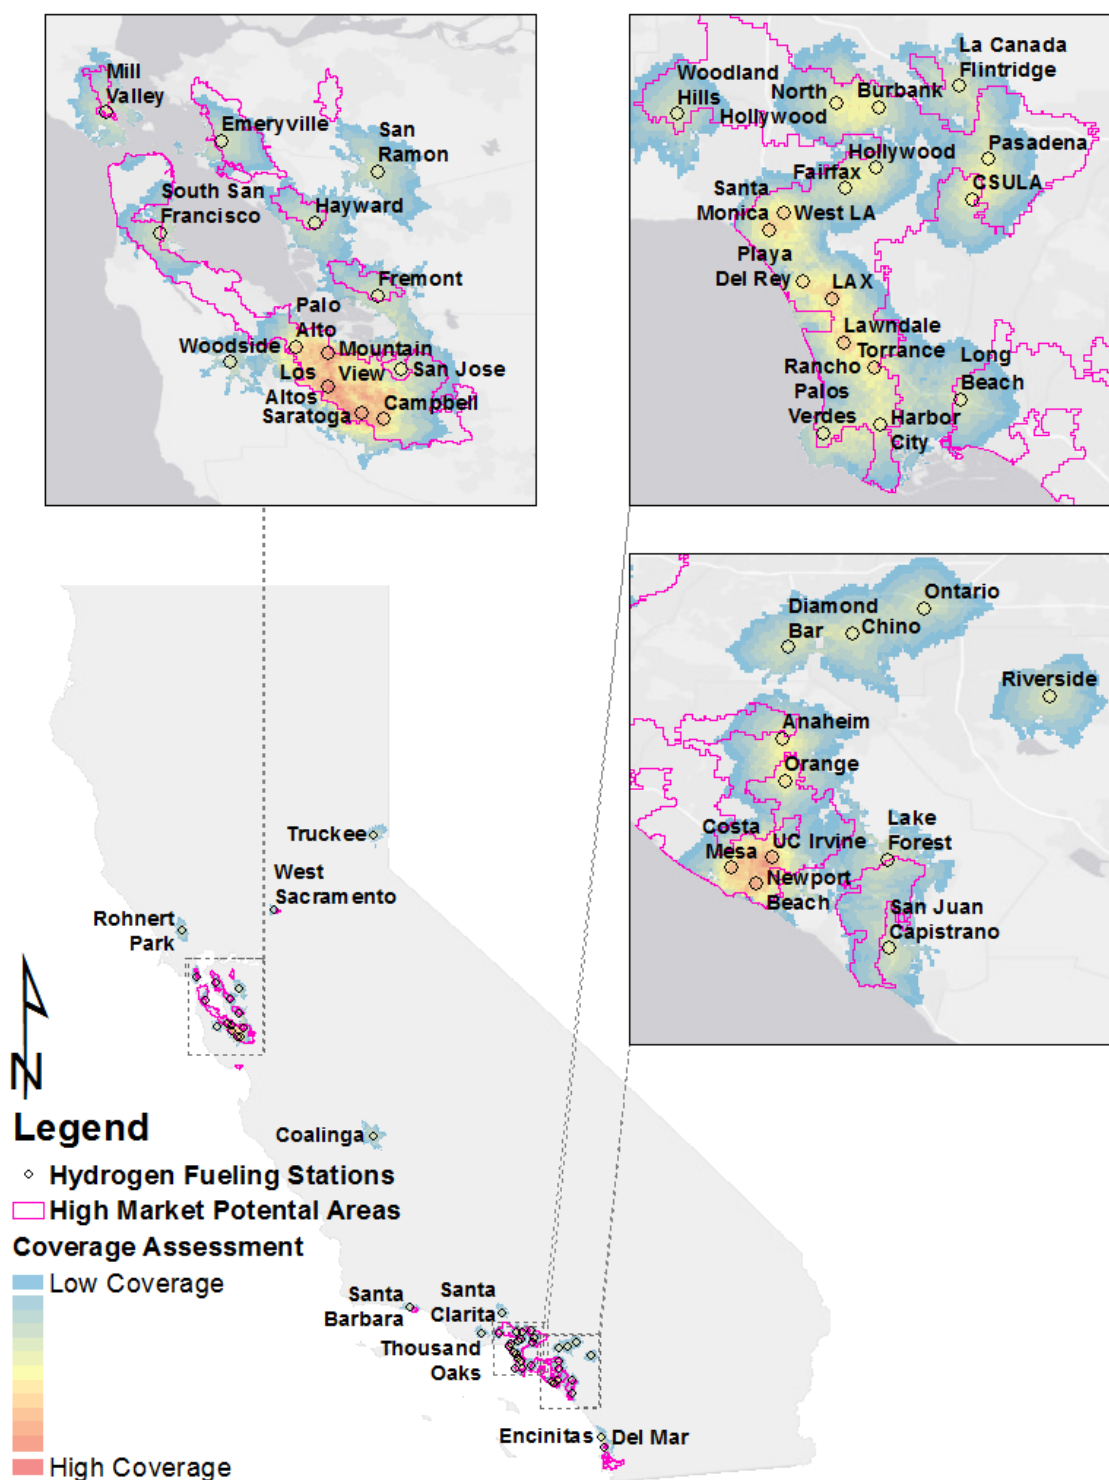 Mill
Valley
Emeryville
San
Ramon
South San
Francisco
Hayward
Fremont
Palo
Alto
Woodside
Mountain
View
Los
Altos
San Jose
Saratoga
Campbell
Woodland
Hills
North
Hollywood
Burbank
La Canada
Flintridge
Pasadena
Hollywood
Fairfax
CSULA
Santa
Monica
West LA
Playa
Del Rey
LAX
Lawndale
Torrance
Rancho
Palos
Verdes
Long
Beach
Harbor
City
Diamond
Bar
Ontario
Chino
Riverside
Anaheim
Orange
Costa
Mesa
UC Irvine
Lake
Forest
Newport
Beach
San Juan
Capistrano
Truckee
West
Sacramento
Rohnert
Park
N
Coalinga
Santa
Barbara
Santa
Clarita
Thousand
Oaks
Encinitas
Del Mar
Legend
Hydrogen Fueling Stations
High Market Potental Areas
Coverage Assessment
Low Coverage
High Coverage